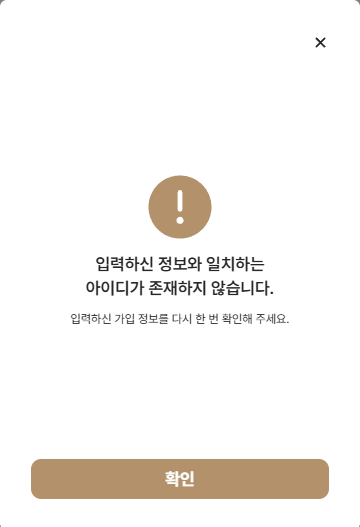 입력하신 정보와 일치하는
아이디가 존재하지 않습니다.
입력하신 가입 정보를 다시 한 번 확인해 주세요.
확인